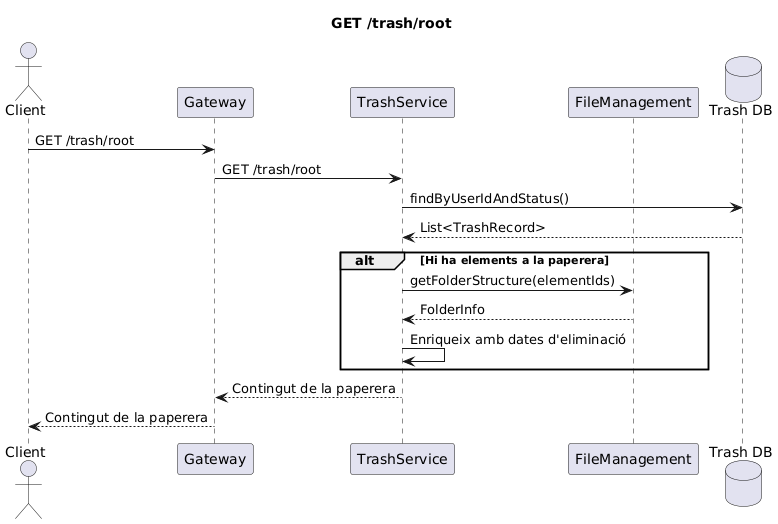 GET /trash/root
Client
Gateway
TrashService
FileManagement
Trash DB
GET /trash/root
GET /trash/root
findByUserIdAndStatus()
List<TrashRecord>
alt
[Hi ha elements a la paperera]
getFolderStructure(elementIds)
FolderInfo
Enriqueix amb dates d'eliminació
Contingut de la paperera
Contingut de la paperera
Client
Gateway
TrashService
FileManagement
Trash DB